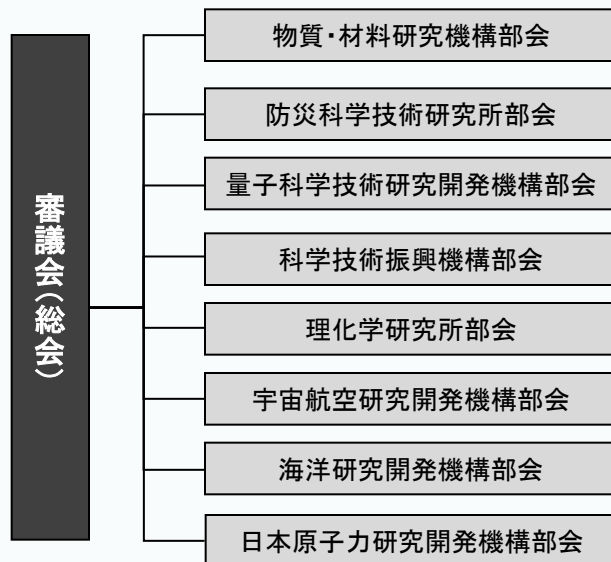 審議会(総会)
物質・材料研究機構部会
防災科学技術研究所部会
量子科学技術研究開発機構部会
科学技術振興機構部会
理化学研究所部会
宇宙航空研究開発機構部会
海洋研究開発機構部会
日本原子力研究開発機構部会